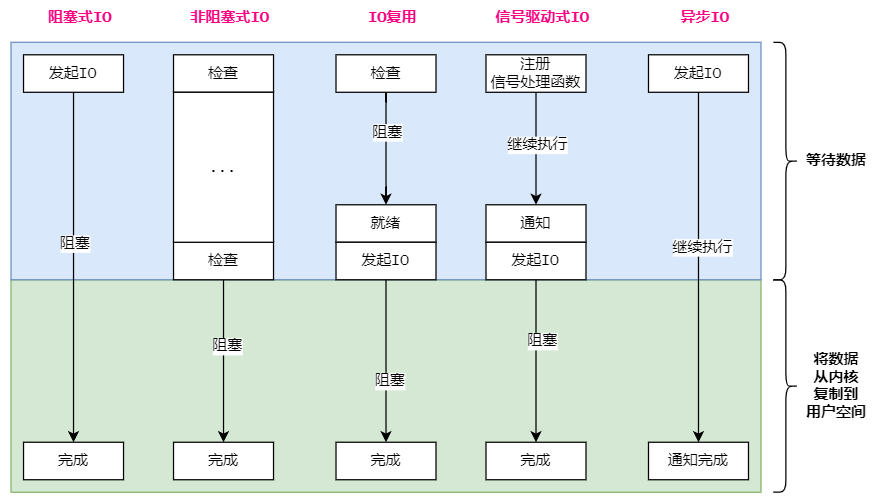 阻塞式IO
非阻塞式IO
IO复用
信号驱动式IO
异步IO
发起IO
检查
检查
注册
信号处理函数
发起IO
阻塞
继续执行
等待数据
...
就绪
通知
阻塞
继续执行
检查
发起IO
发起IO
阻塞
阻塞
阻塞
将数据
从内核
复制到
用户空间
完成
完成
完成
完成
通知完成